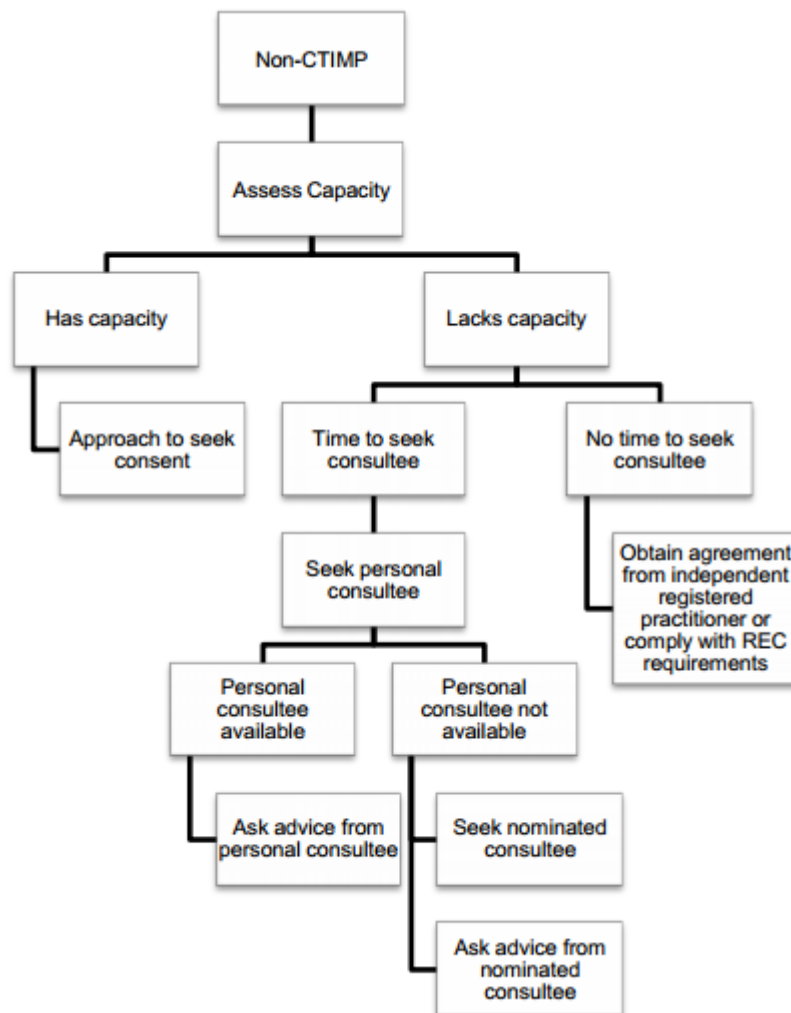 Non-CTIMP
Assess Capacity
Has capacity
Lacks capacity
Approach to seek
consent
Time to seek
consultee
No time to seek
consultee
Seek personal
consultee
Obtain agreement
from independent
registered
practitioner or
comply with REC
requirements
Personal
consultee
available
Personal
consultee not
available
Ask advice from
personal consultee
Seek nominated
consultee
Ask advice from
nominated
consultee